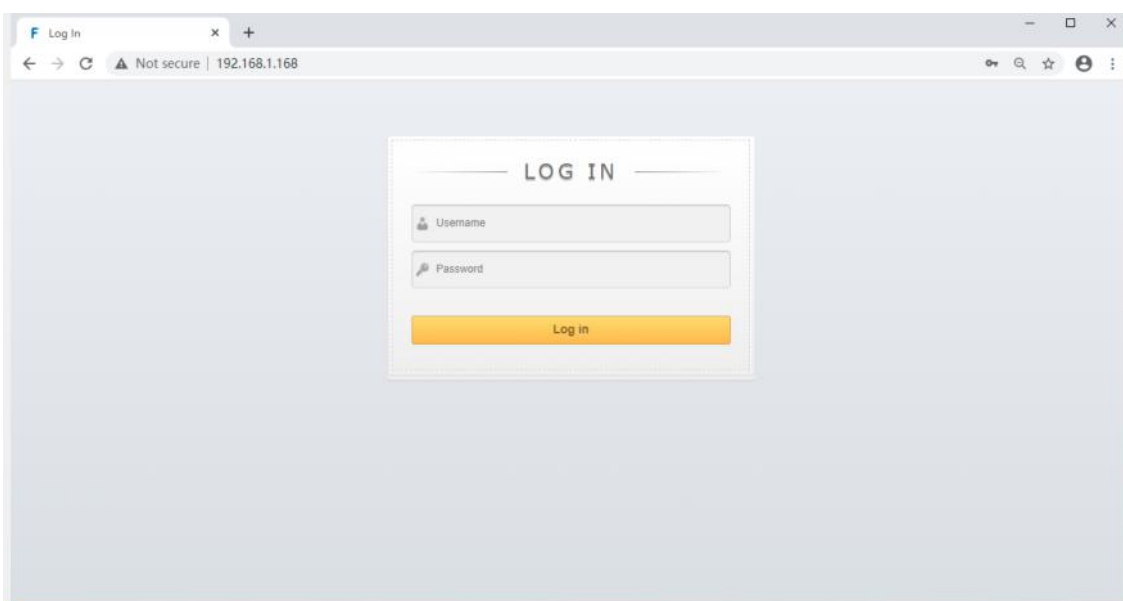 F Log In
Not secure | 192.168.1.168
LOG IN
Username
Password
Log in